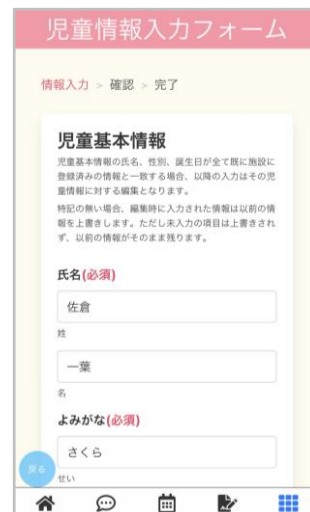 児童情報入力フォーム
情報入力 > 確認 > 完了
児童基本情報
児童基本情報の氏名、性別、誕生日が全て既に施設に
登録済みの情報と一致する場合、以降の入力はその児
童情報に対する編集となります。
特記の無い場合、編集時に入力された情報は以前の情
報を上書きします。ただし未入力の項目は上書きされ
ず、以前の情報がそのまま残ります。
氏名(必須)
佐倉
姓
一葉
名
よみがな(必須)
さくら
せい
戻る